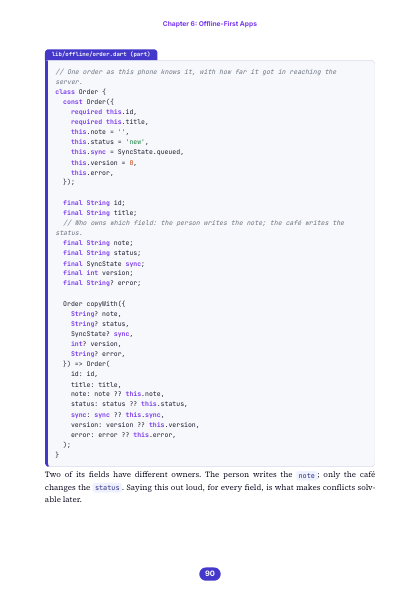 Chapter 6: Offline-First Apps
lib/offline/order.dart (part)
// One order as this phone knows it, with how far it got in reaching the
server.
class Order {
  const Order({
    required this.id,
    required this.title,
    this.note = '',
    this.status = 'new',
    this.sync = SyncState.queued,
    this.version = 0,
    this.error,
  });
  final String id;
  final String title;
  // Who owns which field: the person writes the note; the café writes the
status.
  final String note;
  final String status;
  final SyncState sync;
  final int version;
  final String? error;
  Order copyWith({
    String? note,
    String? status,
    SyncState? sync,
    int? version,
    String? error,
  }) => Order(
    id: id,
    title: title,
    note: note ?? this.note,
    status: status ?? this.status,
    sync: sync ?? this.sync,
    version: version ?? this.version,
    error: error ?? this.error,
  );
}
Two of its fields have different owners. The person writes the note; only the café
changes the status. Saying this out loud, for every field, is what makes conflicts solv-
able later.
90